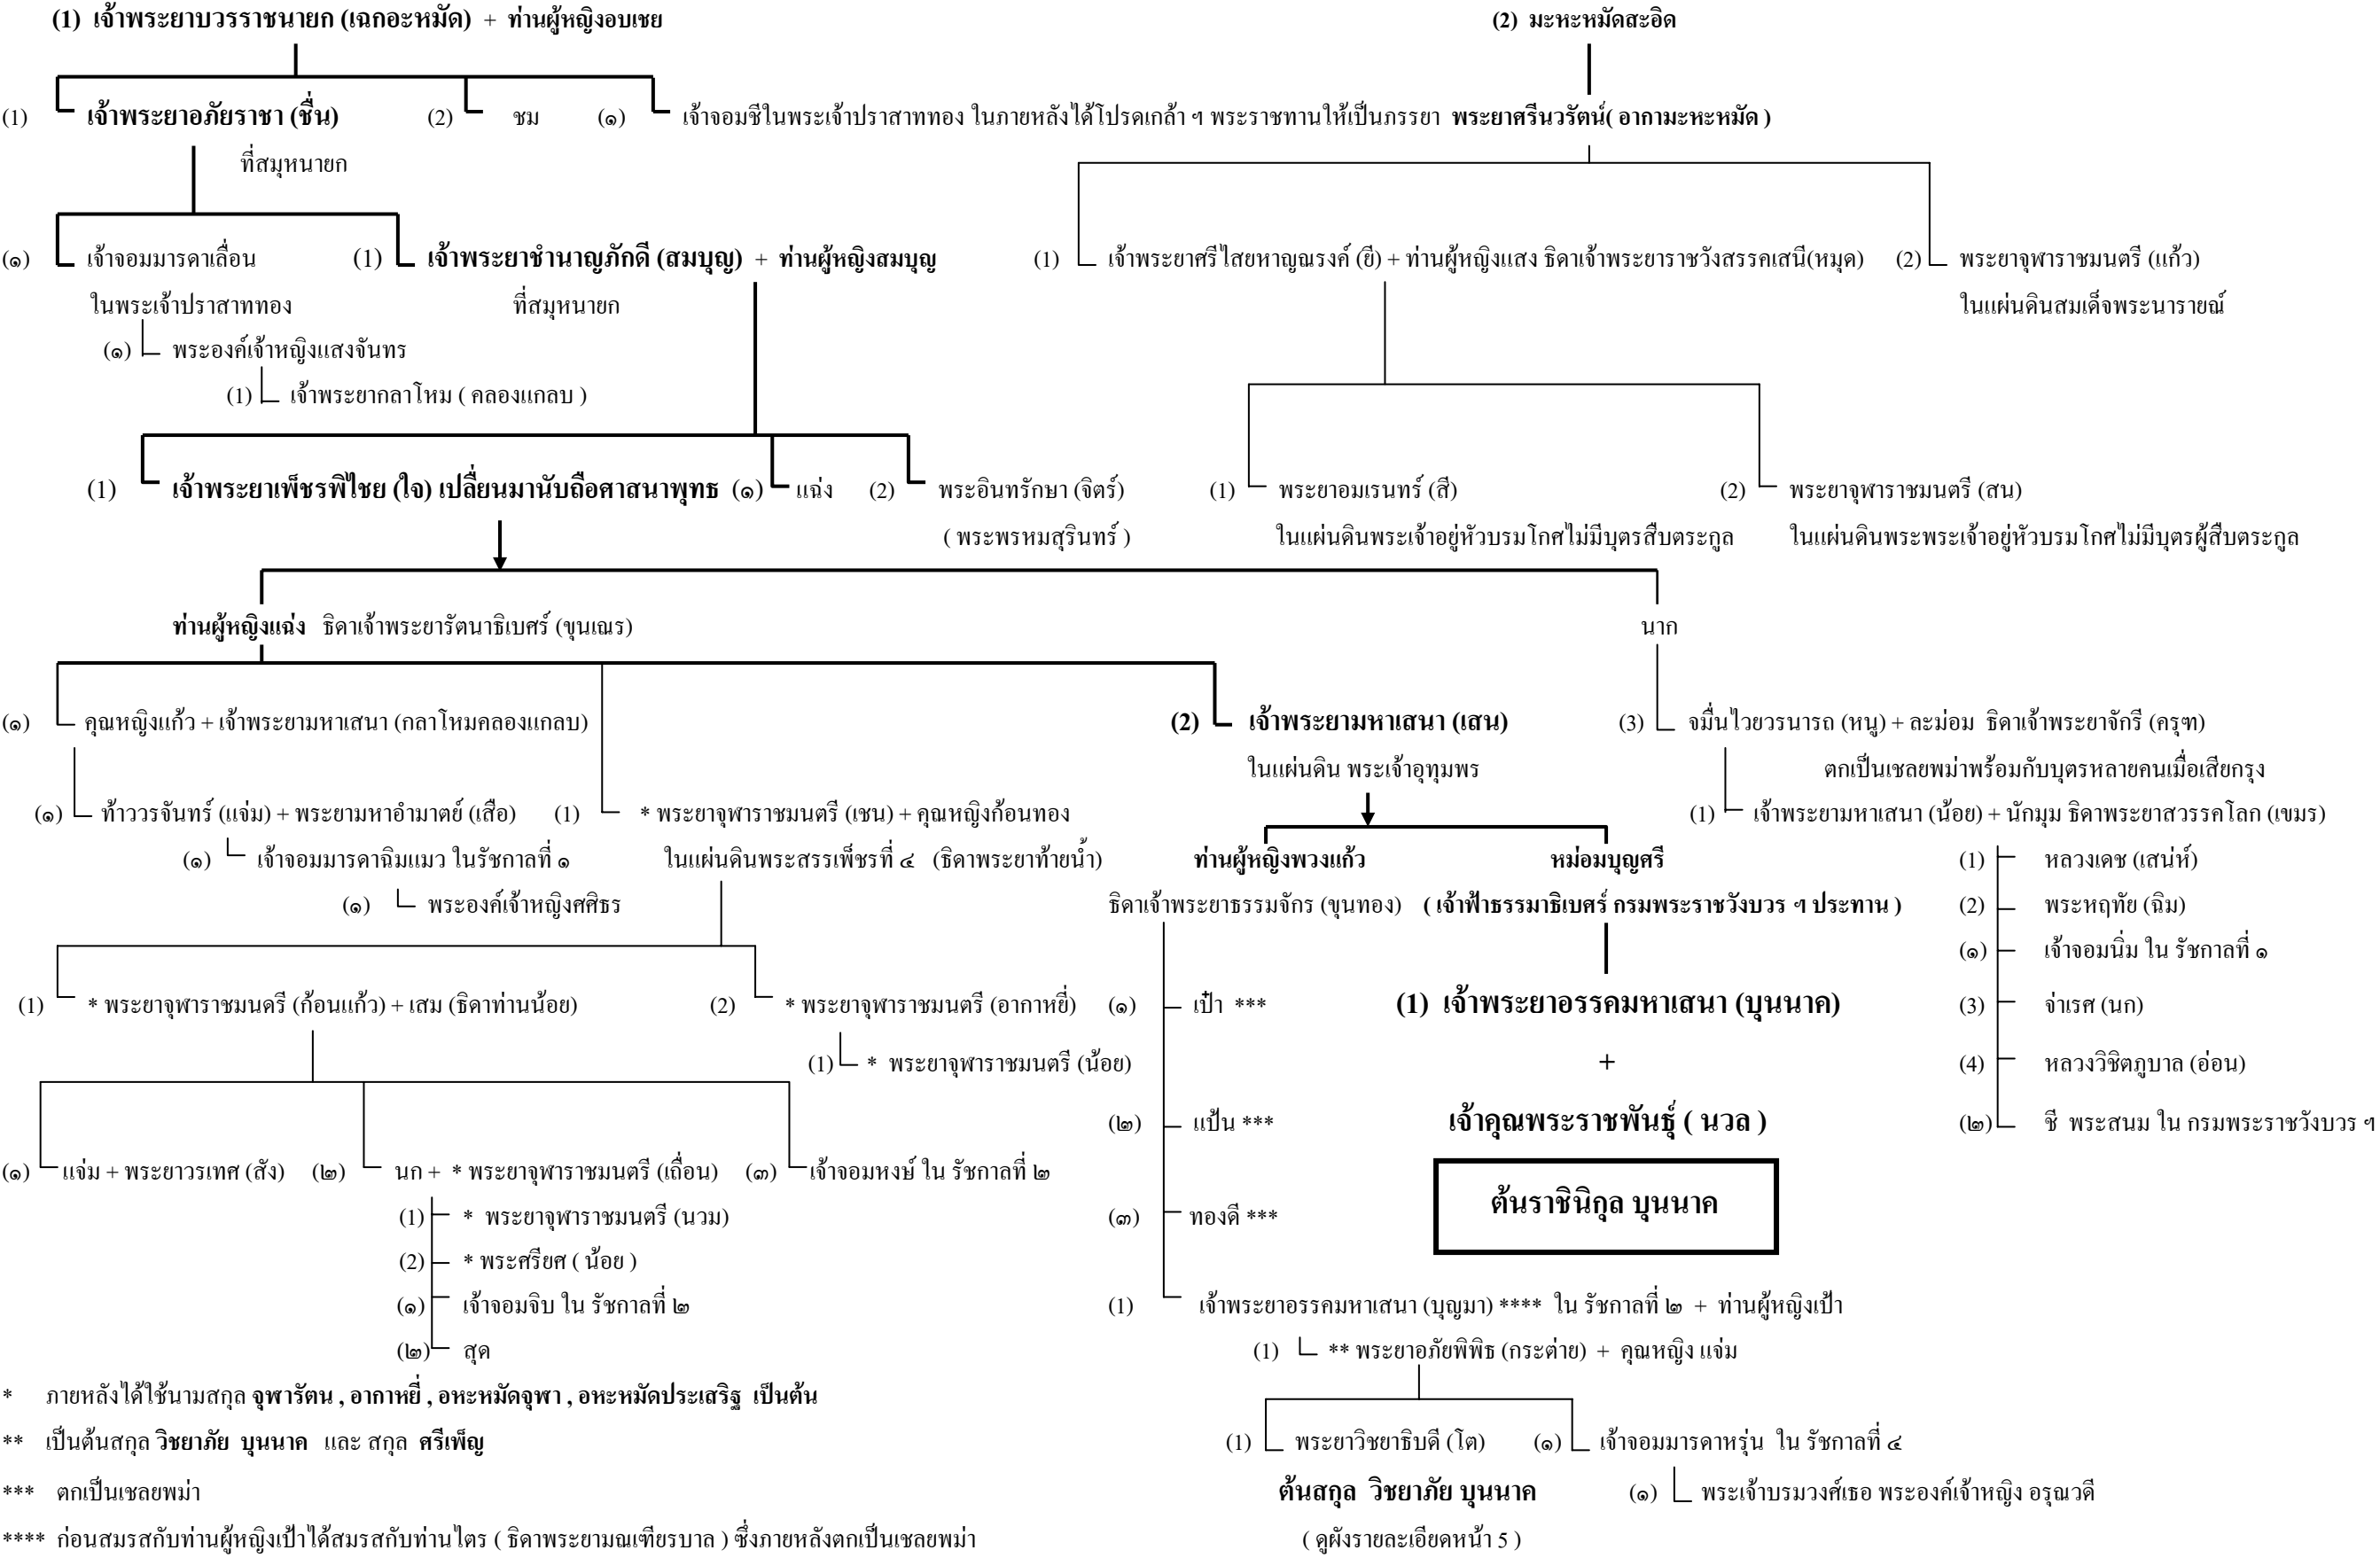 (1) เจ้าพระยาบวรราชนายก (เฉกอะหมัด) + ท่านผู้หญิงอบเชย
(2) มะหะหมัดสะอิด
(1) เจ้าพระยาอภัยราชา (ชื่น)
(2) ชม
(๑) เจ้าจอมชีในพระเจ้าปราสาททอง ในภายหลังได้โปรดเกล้า ฯ พระราชทานให้เป็นภรรยา พระยาศรีนวรัตน์( อากามะหะหมัด )
ที่สมุหนายก
(๑) เจ้าจอมมารดาเลื่อน
(1) เจ้าพระยาชำนาญภักดี (สมบุญ) + ท่านผู้หญิงสมบุญ
(1) เจ้าพระยาศรีไสยหาญณรงค์ (ยี) + ท่านผู้หญิงแสง ธิดาเจ้าพระยาราชวังสรรคเสนี(หมุด)
(2) พระยาจุฬาราชมนตรี (แก้ว)
ในพระเจ้าปราสาททอง
ที่สมุหนายก
ในแผ่นดินสมเด็จพระนารายณ์
(๑) พระองค์เจ้าหญิงแสงจันทร
(1) เจ้าพระยากลาโหม ( คลองแกลบ )
(1) เจ้าพระยาเพ็ชรพิไชย (ใจ) เปลี่ยนมานับถือศาสนาพุทธ
(๑) แฉ่ง
(2) พระอินทรักษา (จิตร์)
(1) พระยาอมเรนทร์ (สี)
(2) พระยาจุฬาราชมนตรี (สน)
( พระพรหมสุรินทร์ )
ในแผ่นดินพระเจ้าอยู่หัวบรมโกศไม่มีบุตรสืบตระกูล
ในแผ่นดินพระพระเจ้าอยู่หัวบรมโกศไม่มีบุตรผู้สืบตระกูล
ท่านผู้หญิงแฉ่ง ธิดาเจ้าพระยารัตนาธิเบศร์ (ขุนเณร)
นาก
(๑) คุณหญิงแก้ว + เจ้าพระยามหาเสนา (กลาโหมคลองแกลบ)
(2) เจ้าพระยามหาเสนา (เสน)
(3) จมื่นไวยวรนารถ (หนู) + ละม่อม ธิดาเจ้าพระยาจักรี (ครุฑ)
ในแผ่นดิน พระเจ้าอุทุมพร
ตกเป็นเชลยพม่าพร้อมกับบุตรหลายคนเมื่อเสียกรุง
(๑) ท้าววรจันทร์ (แจ่ม) + พระยามหาอำมาตย์ (เสือ)
(1) * พระยาจุฬาราชมนตรี (เชน) + คุณหญิงก้อนทอง
(1) เจ้าพระยามหาเสนา (น้อย) + นักมุม ธิดาพระยาสวรรคโลก (เขมร)
(๑) เจ้าจอมมารดาฉิมแมว ในรัชกาลที่ ๑
ในแผ่นดินพระสรรเพ็ชรที่ ๔ (ธิดาพระยาท้ายน้ำ)
ท่านผู้หญิงพวงแก้ว
หม่อมบุญศรี
(1) หลวงเดช (เสน่ห์)
(๑) พระองค์เจ้าหญิงศศิธร
ธิดาเจ้าพระยาธรรมจักร (ขุนทอง)
( เจ้าฟ้าธรรมาธิเบศร์ กรมพระราชวังบวร ฯ ประทาน )
(2) พระหฤทัย (ฉิม)
(๑) เจ้าจอมนิ่ม ใน รัชกาลที่ ๑
(1) * พระยาจุฬาราชมนตรี (ก้อนแก้ว) + เสม (ธิดาท่านน้อย)
(2) * พระยาจุฬาราชมนตรี (อากาหยี่)
(๑) เป๋า ***
(1) เจ้าพระยาอรรคมหาเสนา (บุนนาค)
(3) จ่าเรศ (นก)
(1) * พระยาจุฬาราชมนตรี (น้อย)
+
(4) หลวงวิชิตภูบาล (อ่อน)
(๒) แป้น ***
เจ้าคุณพระราชพันธุ์ ( นวล )
(๒) ชี พระสนม ใน กรมพระราชวังบวร ฯ
(๑) แจ่ม + พระยาวรเทศ (สัง)
(๒) นก + * พระยาจุฬาราชมนตรี (เถื่อน)
(๓) เจ้าจอมหงษ์ ใน รัชกาลที่ ๒
ต้นราชินิกุล บุนนาค
(1) * พระยาจุฬาราชมนตรี (นวม)
(๓) ทองดี ***
(2) * พระศรียศ ( น้อย )
(๑) เจ้าจอมจิบ ใน รัชกาลที่ ๒
(1) เจ้าพระยาอรรคมหาเสนา (บุญมา) **** ใน รัชกาลที่ ๒ + ท่านผู้หญิงเป้า
(๒) สุด
(1) ** พระยาอภัยพิพิธ (กระต่าย) + คุณหญิง แจ่ม
* ภายหลังได้ใช้นามสกุล จุฬารัตน , อากาหยี่ , อหะหมัดจุฬา , อหะหมัดประเสริฐ เป็นต้น
** เป็นต้นสกุล วิชยาภัย บุนนาค และ สกุล ศรีเพ็ญ
(1) พระยาวิชยาธิบดี (โต)
(๑) เจ้าจอมมารดาหรุ่น ใน รัชกาลที่ ๔
*** ตกเป็นเชลยพม่า
ต้นสกุล วิชยาภัย บุนนาค
(๑) พระเจ้าบรมวงศ์เธอ พระองค์เจ้าหญิง อรุณวดี
**** ก่อนสมรสกับท่านผู้หญิงเป้าได้สมรสกับท่านไตร ( ธิดาพระยามณเฑียรบาล ) ซึ่งภายหลังตกเป็นเชลยพม่า
( ดูผังรายละเอียดหน้า 5 )